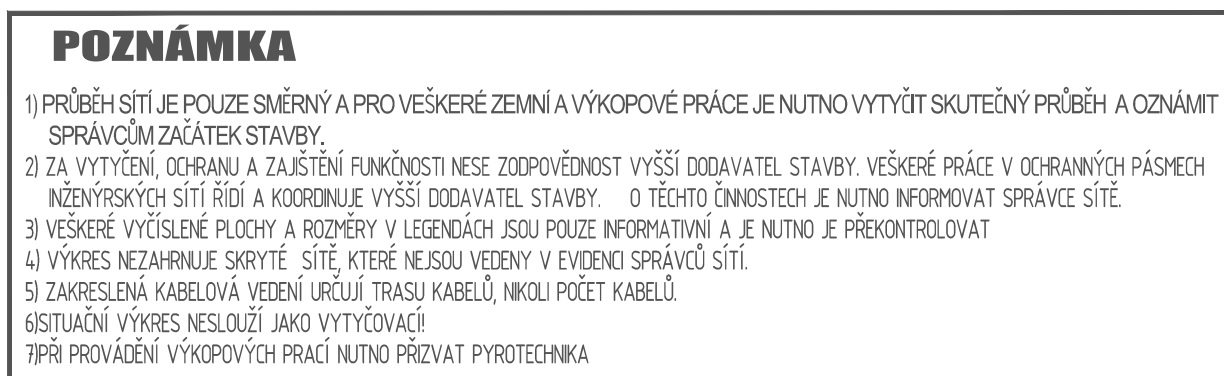 POZNÁMKA
1) PRŮBĚH SÍTÍ JE POUZE SMĚRNÝ A PRO VEŠKERÉ ZEMNÍ A VÝKOPOVÉ PRÁCE JE NUTNO VYTYČIT SKUTEČNÝ PRŮBĚH A OZNÁMIT
SPRÁVCŮM ZAČÁTEK STAVBY.
2) ZA VYTYČENÍ, OCHRANU A ZAJIŠTĚNÍ FUNKČNOSTI NESE ZODPOVĚDNOST VYŠŠÍ DODAVATEL STAVBY. VEŠKERÉ PRÁCE V OCHRANNÝCH PÁSMECH
INŽENÝRSKÝCH SÍTÍ ŘÍDÍ A KOORDINUJE VYŠŠÍ DODAVATEL STAVBY. O TĚCHTO ČINNOSTECH JE NUTNO INFORMOVAT SPRÁVCE SÍTĚ.
3) VEŠKERÉ VYČÍSLENÉ PLOCHY A ROZMĚRY V LEGENDÁCH JSOU POUZE INFORMATIVNÍ A JE NUTNO JE PŘEKONTROLOVAT
4) VÝKRES NEZAHRNUJE SKRYTÉ SÍTĚ, KTERÉ NEJSOU VEDENY V EVIDENCI SPRÁVCŮ SÍTÍ.
5) ZAKRESLENÁ KABELOVÁ VEDENÍ URČUJÍ TRASU KABELŮ, NIKOLI POČET KABELŮ.
6)SITUAČNÍ VÝKRES NESLOUŽÍ JAKO VYTYČOVACÍ!
7)PŘI PROVÁDĚNÍ VÝKOPOVÝCH PRACÍ NUTNO PŘIZVAT PYROTECHNIKA